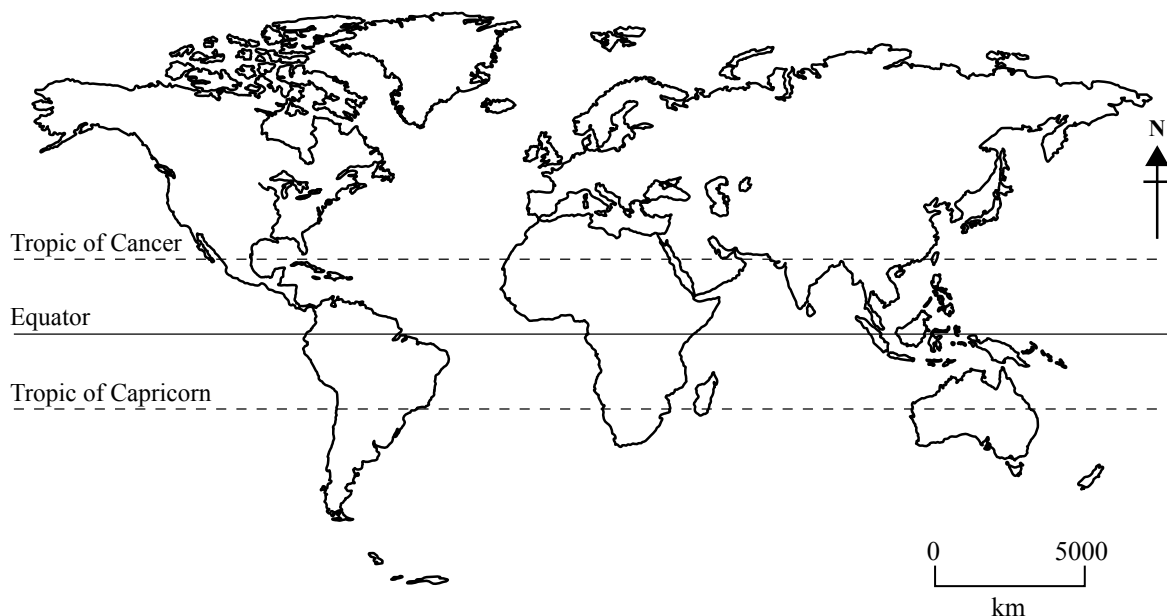 N
Tropic of Cancer
Equator
Tropic of Capricorn
0 5000
km